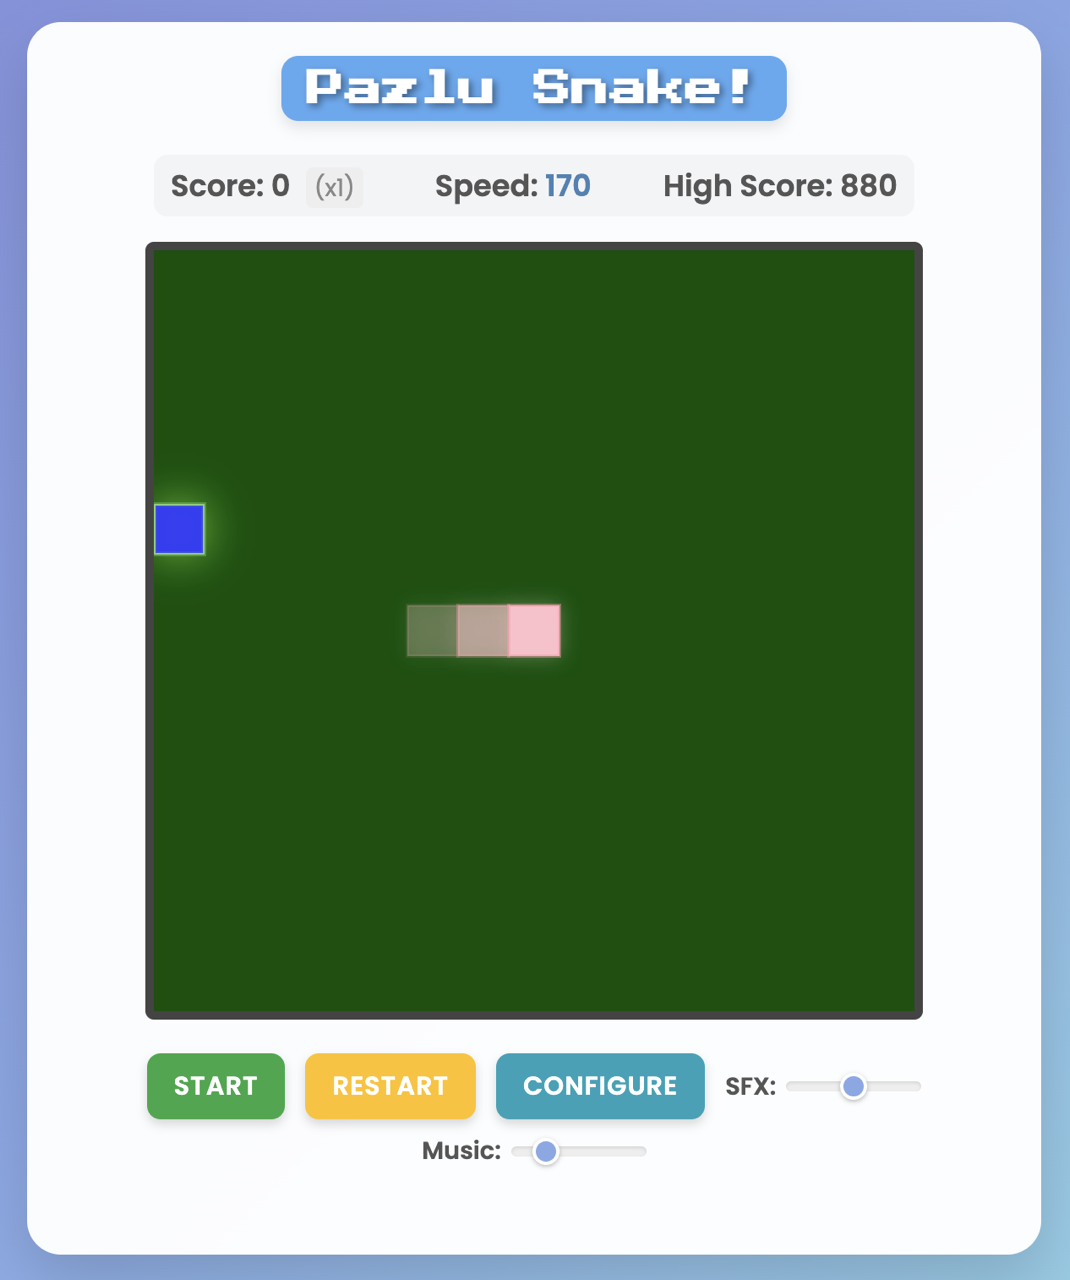 Pazlu Snake!
Score: 0 (x1) Speed: 170 High Score: 880
START RESTART CONFIGURE SFX:
Music: